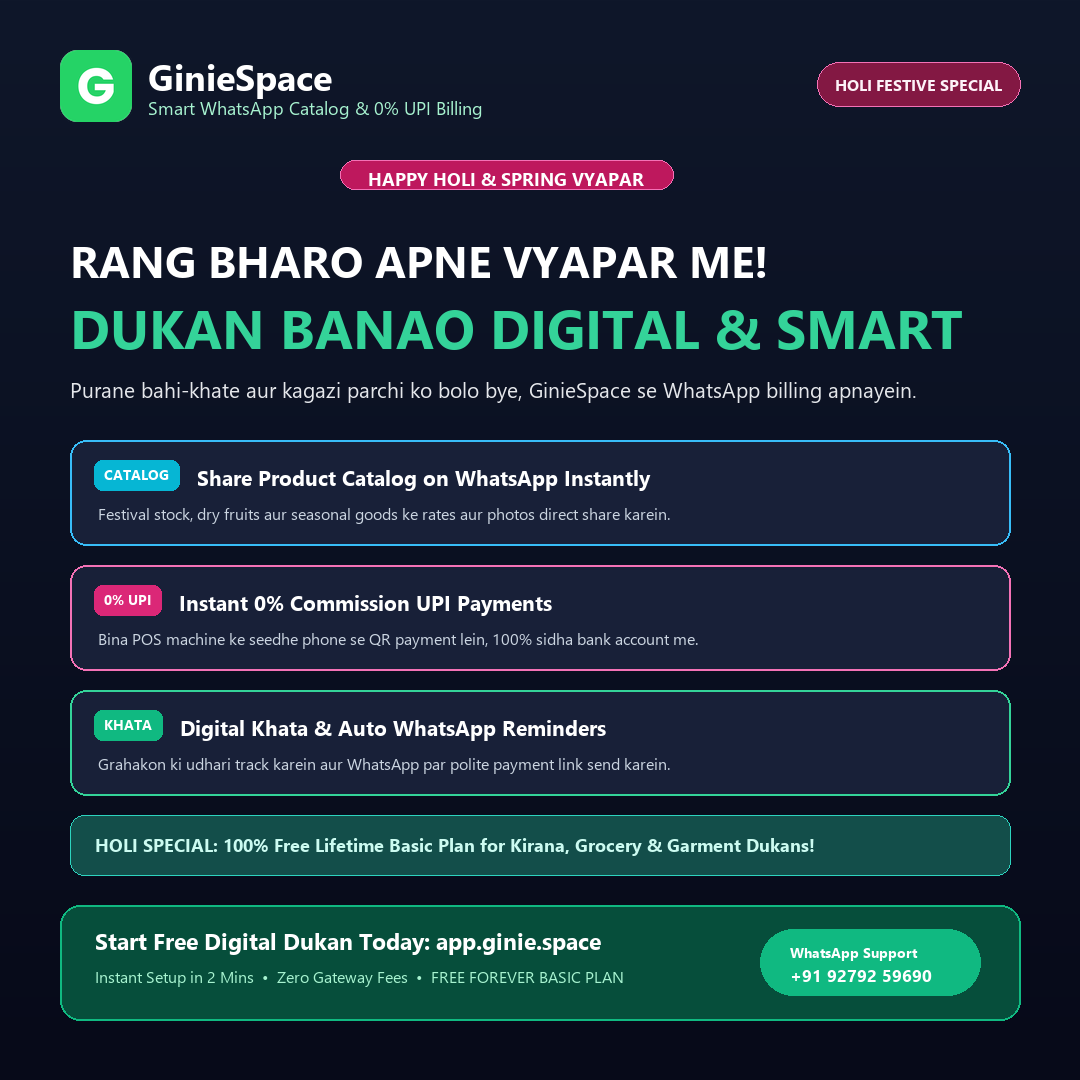 G
GinieSpace
Smart WhatsApp Catalog & 0% UPI Billing
HOLI FESTIVE SPECIAL
HAPPY HOLI & SPRING VYAPAR
RANG BHARO APNE VYAPAR ME!
DUKAN BANAO DIGITAL & SMART
Purane bahi-khate aur kagazi parchi ko bolo bye, GinieSpace se WhatsApp billing apnayein.
CATALOG
Share Product Catalog on WhatsApp Instantly
Festival stock, dry fruits aur seasonal goods ke rates aur photos direct share karein.
0% UPI
Instant 0% Commission UPI Payments
Bina POS machine ke seedhe phone se QR payment lein, 100% sidha bank account me.
KHATA
Digital Khata & Auto WhatsApp Reminders
Grahakon ki udhari track karein aur WhatsApp par polite payment link send karein.
HOLI SPECIAL: 100% Free Lifetime Basic Plan for Kirana, Grocery & Garment Dukans!
Start Free Digital Dukan Today: app.ginie.space
Instant Setup in 2 Mins • Zero Gateway Fees • FREE FOREVER BASIC PLAN
WhatsApp Support
+91 92792 59690